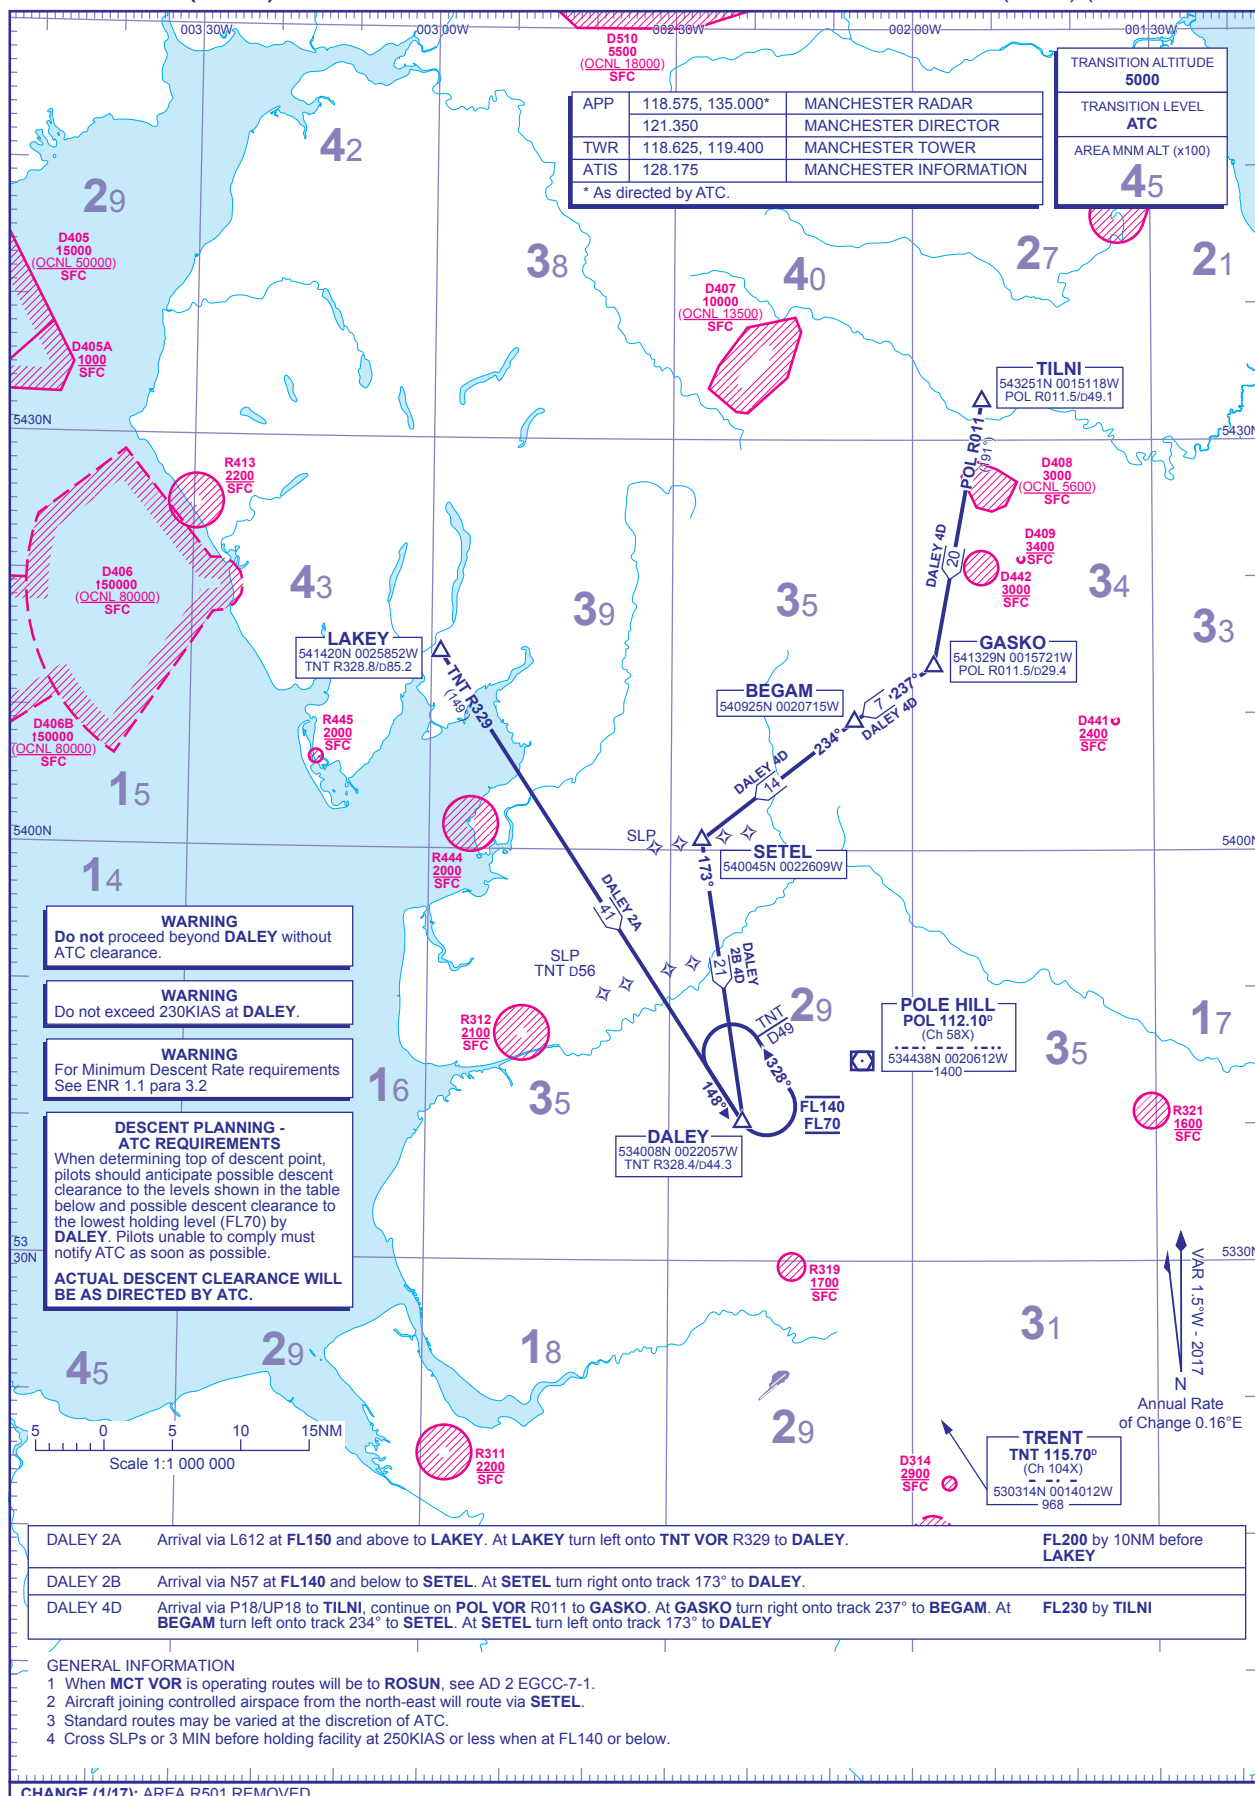 003 30W
003 00W
002 30W
002 00W
001 30W
D510
5500
(OCNL 18000)
SFC
TRANSITION ALTITUDE
5000
TRANSITION LEVEL
ATC
AREA MNM ALT (x100)
45
APP 118.575, 135.000* MANCHESTER RADAR
121.350 MANCHESTER DIRECTOR
TWR 118.625, 119.400 MANCHESTER TOWER
ATIS 128.175 MANCHESTER INFORMATION
* As directed by ATC.
42
29
38
40
27
21
D405
15000
(OCNL 50000)
SFC
D405A
1000
SFC
D407
10000
(OCNL 13500)
SFC
TILNI
543251N 0015118W
POL R011.5/D49.1
5430N
5430N
POL R011
(191°)
R413
2200
SFC
D408
3000
(OCNL 5600)
SFC
D409
3400
SFC
D442
3000
SFC
DALEY 4D
20
D406
†50000
(OCNL 80000)
SFC
43
39
35
34
33
LAKEY
541420N 0025852W
TNT R328.8/D85.2
TNT R329
(149°)
GASKO
541329N 0015721W
POL R011.5/D29.4
BEGAM
540925N 0020715W
7
237°
DALEY 4D
234°
D406B
†50000
(OCNL 80000)
SFC
R445
2000
SFC
D441
2400
SFC
15
DALEY 4D
14
5400N
5400N
SLP
SETEL
540045N 0022609W
173°
R444
2000
SFC
14
DALEY 2A
41
WARNING
Do not proceed beyond DALEY without
ATC clearance.
SLP
TNT D56
DALEY
2B 4D
21
WARNING
Do not exceed 230KIAS at DALEY.
29
TNT
D49
POLE HILL
POL 112.10D
(Ch 58X)
534438N 0020612W
1400
17
35
R312
2100
SFC
WARNING
For Minimum Descent Rate requirements
See ENR 1.1 para 3.2
16
35
328°
148°
FL140
FL70
R321
1600
SFC
DALEY
534008N 0022057W
TNT R328.4/D44.3
DESCENT PLANNING -
ATC REQUIREMENTS
When determining top of descent point,
pilots should anticipate possible descent
clearance to the levels shown in the table
below and possible descent clearance to
the lowest holding level (FL70) by
DALEY. Pilots unable to comply must
notify ATC as soon as possible.
ACTUAL DESCENT CLEARANCE WILL
BE AS DIRECTED BY ATC.
53
30N
5330N
R319
1700
SFC
VAR 1.5°W - 2017
N
Annual Rate
of Change 0.16°E
31
18
29
45
29
5 0 5 10 15NM
Scale 1:1 000 000
R311
2200
SFC
D314
2900
SFC
TRENT
TNT 115.70D
(Ch 104X)
530314N 0014012W
968
DALEY 2A Arrival via L612 at FL150 and above to LAKEY. At LAKEY turn left onto TNT VOR R329 to DALEY. FL200 by 10NM before
LAKEY
DALEY 2B Arrival via N57 at FL140 and below to SETEL. At SETEL turn right onto track 173° to DALEY.
DALEY 4D Arrival via P18/UP18 to TILNI, continue on POL VOR R011 to GASKO. At GASKO turn right onto track 237° to BEGAM. At FL230 by TILNI
BEGAM turn left onto track 234° to SETEL. At SETEL turn left onto track 173° to DALEY
GENERAL INFORMATION
1 When MCT VOR is operating routes will be to ROSUN, see AD 2 EGCC-7-1.
2 Aircraft joining controlled airspace from the north-east will route via SETEL.
3 Standard routes may be varied at the discretion of ATC.
4 Cross SLPs or 3 MIN before holding facility at 250KIAS or less when at FL140 or below.
CHANGE (1/17): AREA R501 REMOVED